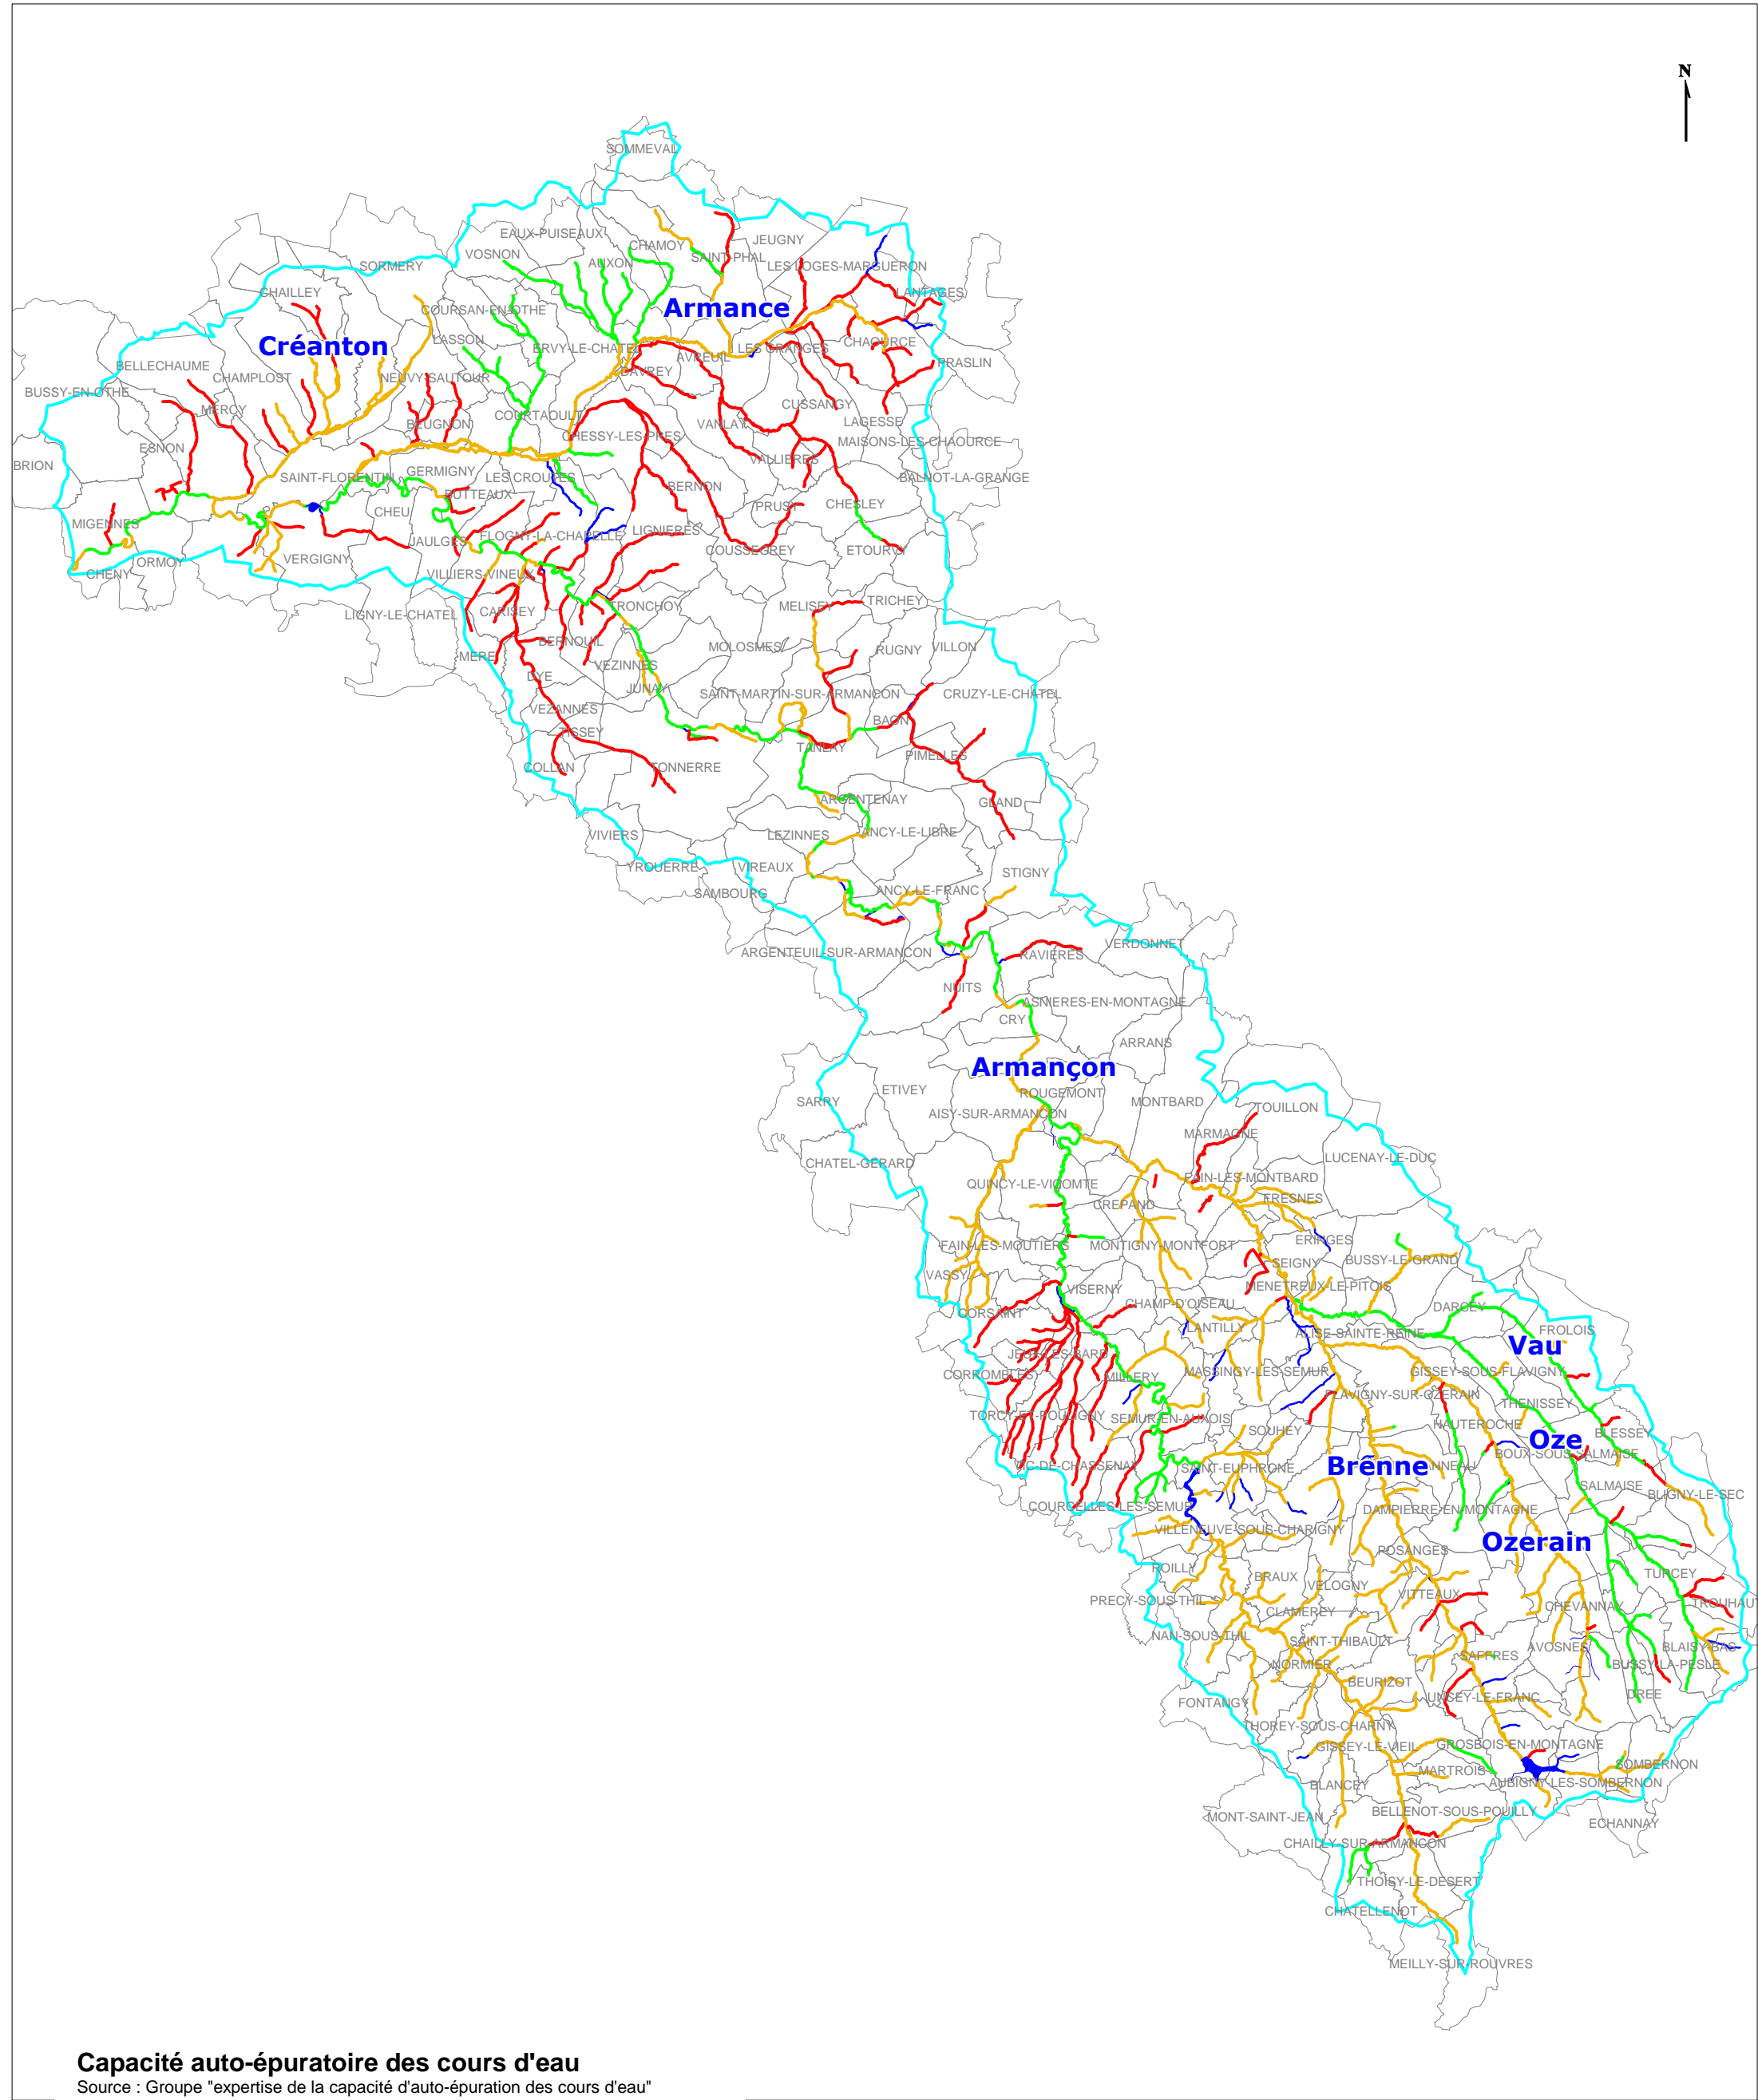 N
SOMMEVAL
EAUX-PUISEAUX
CHAMOY
JEUGNY
VOSNON
AUXON
SAINT-PHAL
LES LOGES-MARGUERON
SORMERY
CHAILLEY
LANTAGES
COURSAN-EN-OTHE
Armance
Créanton
LASSON
ERVY-LE-CHATEL
AVREUIL
LES GRANGES
CHAOURCE
BELLECHAUME
PRASLIN
DAVREY
CHAMPLOST
NEUVY-SAUTOUR
BUSSY-EN-OTHE
MERCY
CUSSANGY
COURTAOULT
BEUGNON
VANLAY
LAGESSE
CHESSY-LES-PRES
MAISONS-LES-CHAOURCE
ESNON
VALLIERES
BRION
SAINT-FLORENTIN
GERMIGNY
LES CROUTES
BALNOT-LA-GRANGE
BERNON
BUTTEAUX
PRUSY
CHESLEY
CHEU
MIGENNES
LIGNIERES
FLOGNY-LA-CHAPELLE
JAULGES
COUSSEGREY
ETOURVY
VERGIGNY
ORMOY
CHENY
VILLIERS-VINEUX
TRICHEY
MELISEY
TRONCHOY
LIGNY-LE-CHATEL
CARISEY
BERNOUIL
MOLOSMES
RUGNY
VILLON
MERE
VEZINNES
DYE
JUNAY
SAINT-MARTIN-SUR-ARMANCON
CRUZY-LE-CHATEL
VEZANNES
BAON
TISSEY
TANLAY
PIMELLES
COLLAN
TONNERRE
ARGENTENAY
GLAND
VIVIERS
LEZINNES
ANCY-LE-LIBRE
YROUERRE
VIREAUX
STIGNY
SAMBOURG
ANCY-LE-FRANC
VERDONNET
ARGENTEUIL-SUR-ARMANCON
RAVIERES
NUITS
ASNIERES-EN-MONTAGNE
CRY
ARRANS
Armançon
ETIVEY
ROUGEMONT
SARRY
MONTBARD
TOUILLON
AISY-SUR-ARMANCON
MARMAGNE
CHATEL-GERARD
LUCENAY-LE-DUC
FAIN-LES-MONTBARD
QUINCY-LE-VICOMTE
FRESNES
CREPAND
ERINGES
FAIN-LES-MOUTIERS
MONTIGNY-MONTFORT
BUSSY-LE-GRAND
SEIGNY
VASSY
MENETREUX-LE-PITOIS
VISERNY
CHAMP-D'OISEAU
DARCEY
CORSAINT
LANTILLY
ALISE-SAINTE-REINE
FROLOIS
Vau
JEUX-LES-BARD
CORROMBLES
MASSINGY-LES-SEMUR
GISSEY-SOUS-FLAVIGNY
MILLERY
FLAVIGNY-SUR-OZERAIN
THENISSEY
TORCY-ET-POULIGNY
SEMUR-EN-AUXOIS
HAUTEROCHE
SOUHEY
BLESSEY
Oze
BOUX-SOUS-SALMAISE
VIC-DE-CHASSENAY
SAINT-EUPHRONE
Brenne
SALMAISE
BLIGNY-LE-SEC
COURCELLES-LES-SEMUR
DAMPIERRE-EN-MONTAGNE
VILLENEUVE-SOUS-CHARIGNY
Ozerain
POSANGES
ROILLY
TURCEY
BRAUX
VELOGNY
VITTEAUX
PRECY-SOUS-THIL
CHEVANNAY
TROUHAUT
CLAMEREY
NAN-SOUS-THIL
SAINT-THIBAULT
AVOSNES
BLAISY-BAS
SAFFRES
NORMIER
BUSSY-LA-PESLE
BEURIZOT
UNCEY-LE-FRANC
DREE
FONTANGY
THOREY-SOUS-CHARNY
GISSEY-LE-VIEIL
GROSBOIS-EN-MONTAGNE
MARTROIS
SOMBERNON
BLANCEY
AUBIGNY-LES-SOMBERNON
BELLENOT-SOUS-POUILLY
MONT-SAINT-JEAN
ECHANNAY
CHAILLY-SUR-ARMANCON
THOISY-LE-DESERT
CHATELLENOT
MEILLY-SUR-ROUVRES
Capacité auto-épuratoire des cours d'eau
Source : Groupe "expertise de la capacité d'auto-épuration des cours d'eau"